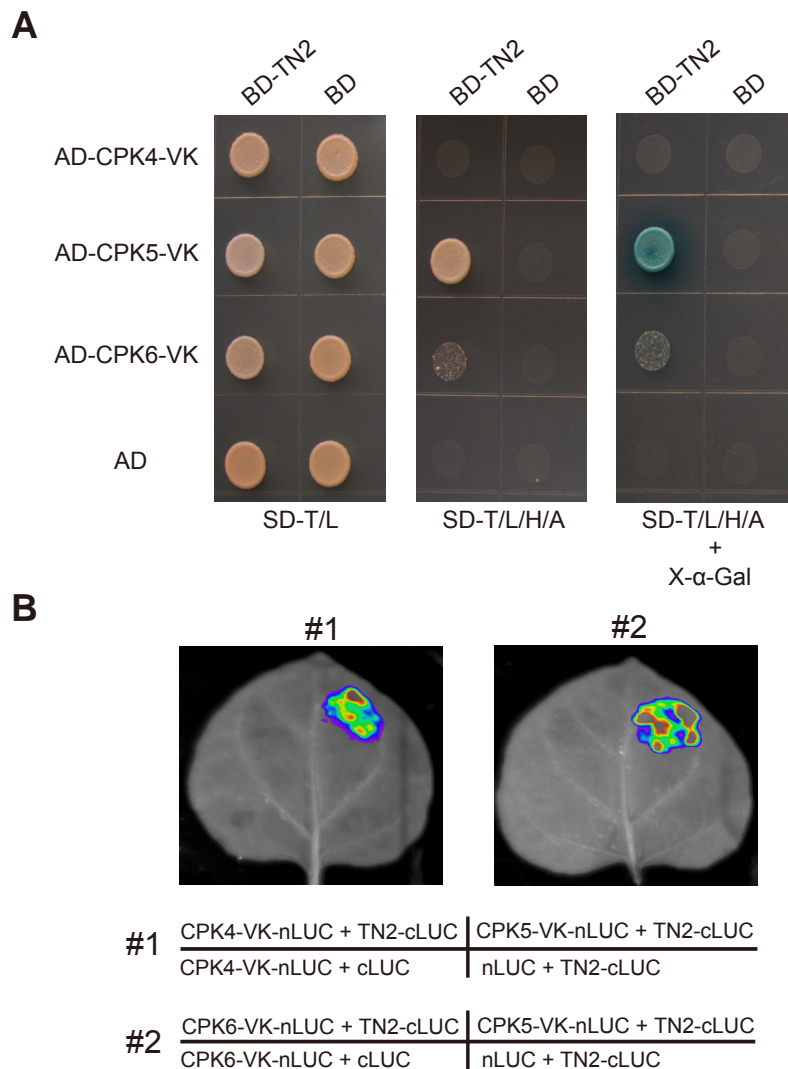 A
BD-TN2 BD BD-TN2 BD BD-TN2 BD
AD-CPK4-VK
AD-CPK5-VK
AD-CPK6-VK
AD
SD-T/L SD-T/L/H/A SD-T/L/H/A
+
X-α-Gal
B
#1 #2
#1 CPK4-VK-nLUC + TN2-cLUC CPK5-VK-nLUC + TN2-cLUC
CPK4-VK-nLUC + cLUC nLUC + TN2-cLUC
#2 CPK6-VK-nLUC + TN2-cLUC CPK5-VK-nLUC + TN2-cLUC
CPK6-VK-nLUC + cLUC nLUC + TN2-cLUC